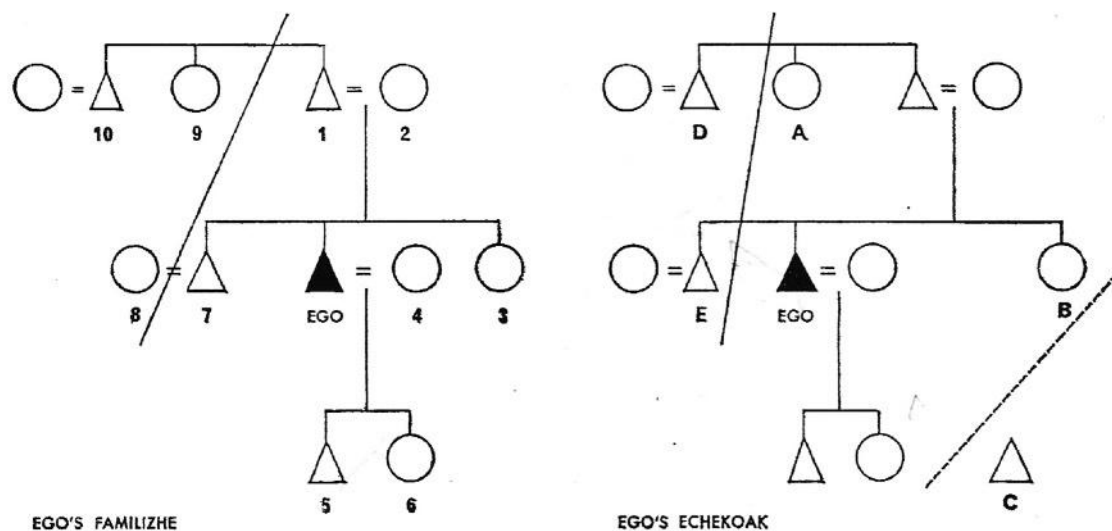 = =
10 9 1 2
= =
8 7 EGO 4 3
5 6
EGO'S FAMILIZHE
= =
D A
= =
E EGO B
C
EGO'S ECHEKOAK